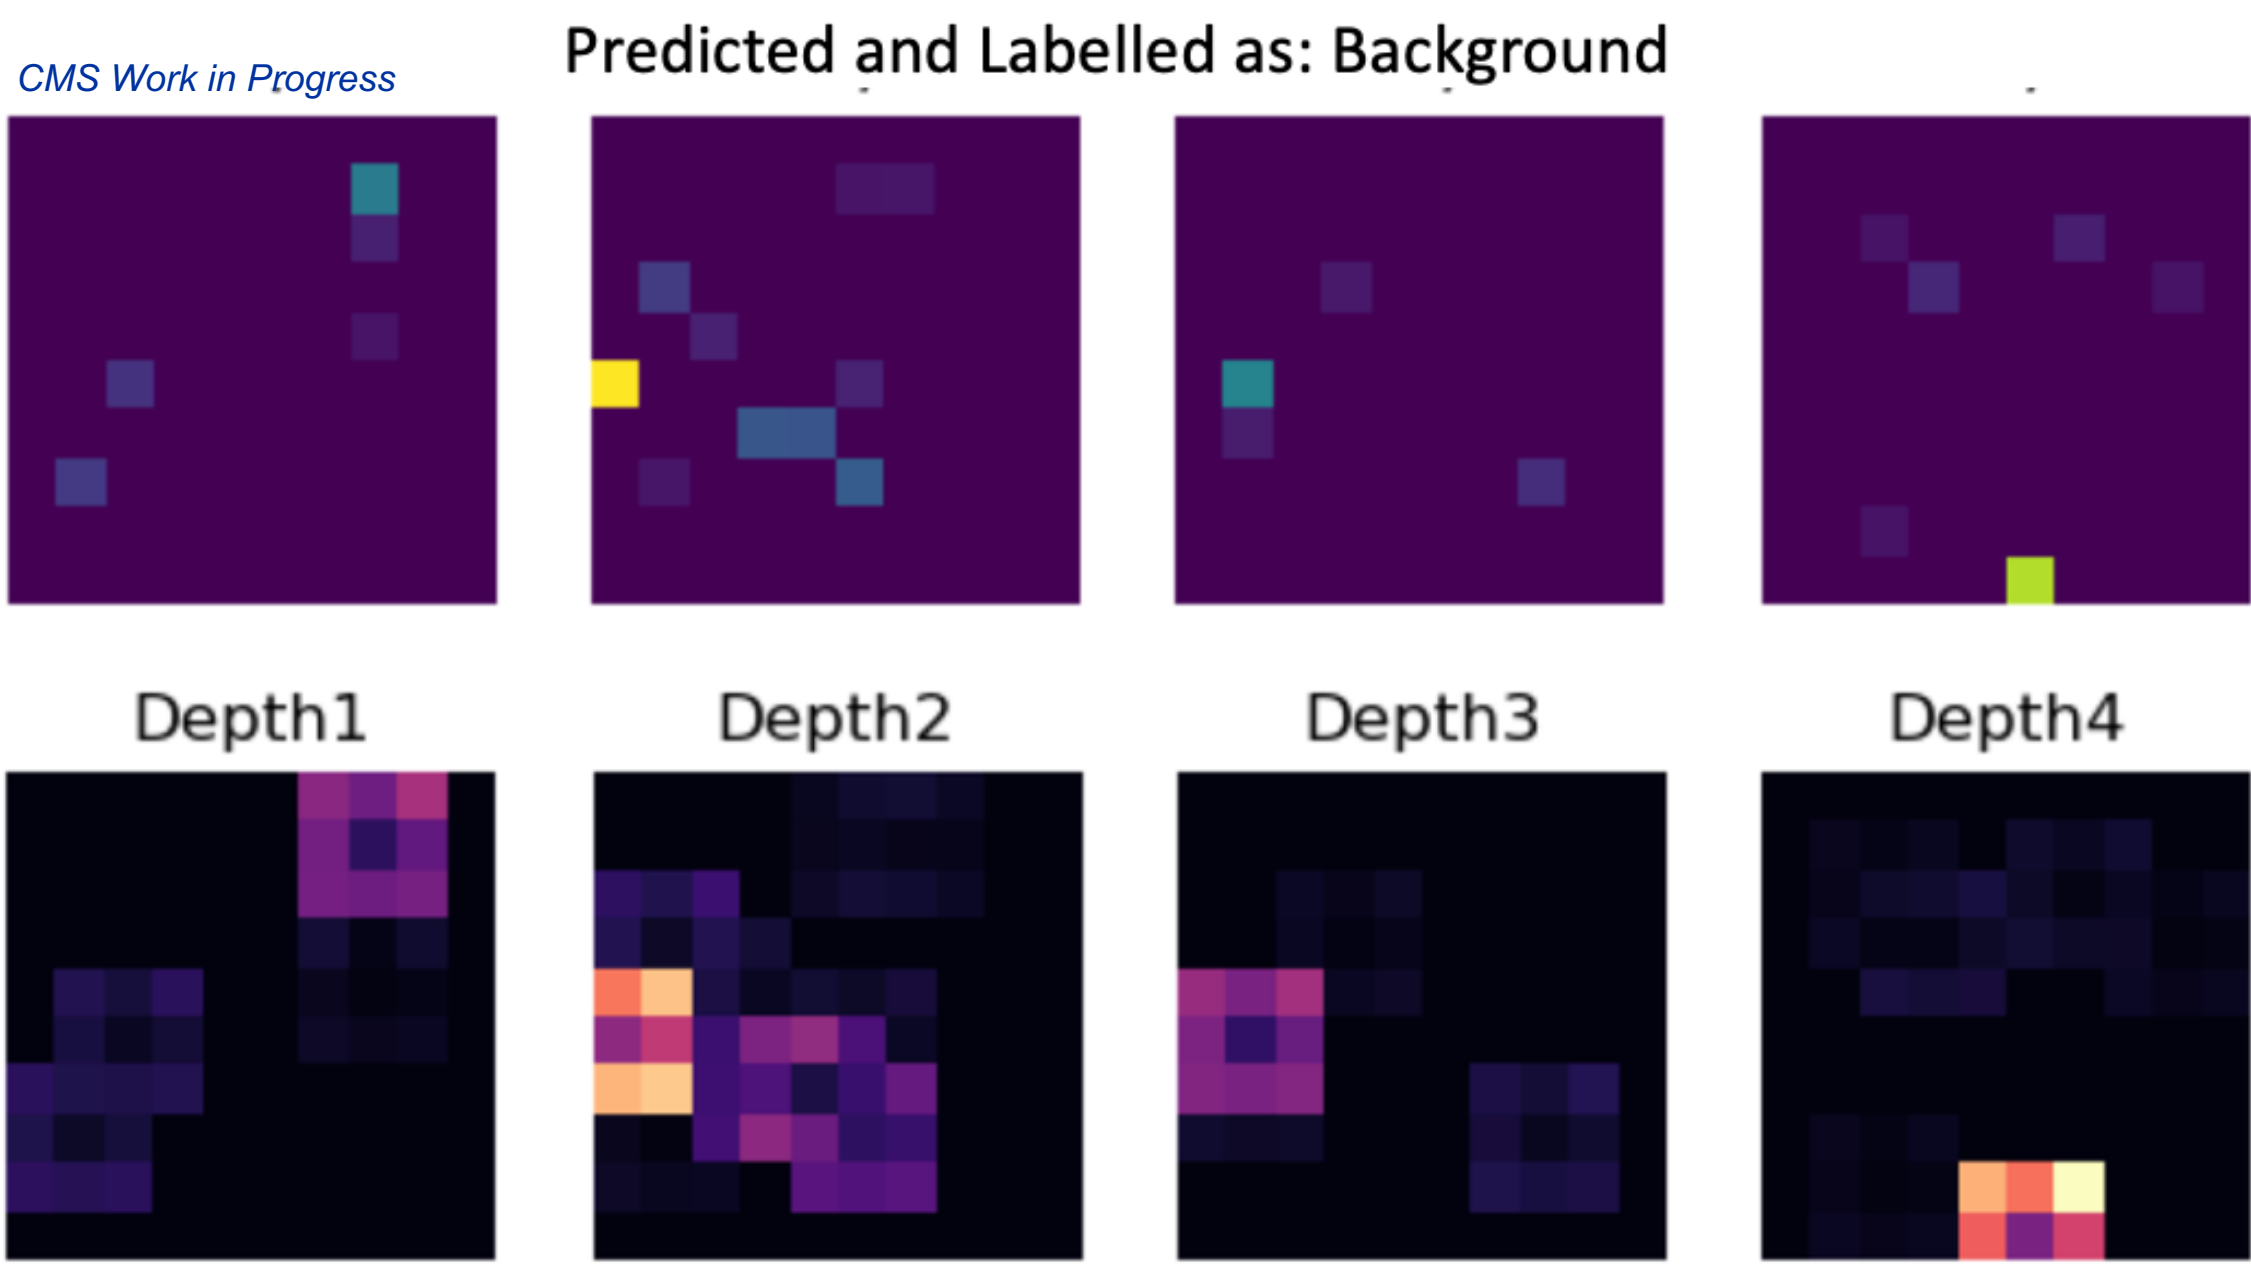 Predicted and Labelled as: Background
CMS Work in Progress
Depth1 Depth2 Depth3 Depth4